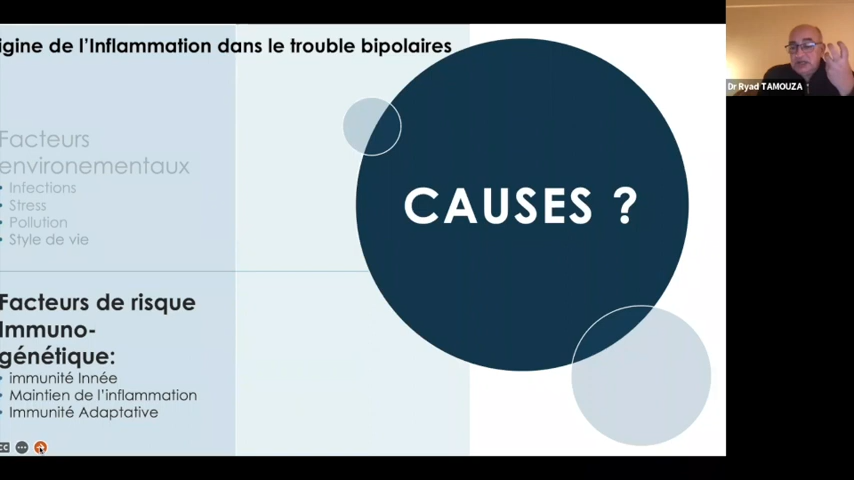 igine de l'Inflammation dans le trouble bipolaires
Facteurs
environementaux
Infections
Stress
Pollution
Style de vie
Facteurs de risque
Immuno-
génétique:
immunité Innée
Maintien de l'inflammation
Immunité Adaptative
CAUSES ?
Dr Ryad TAMOUZA